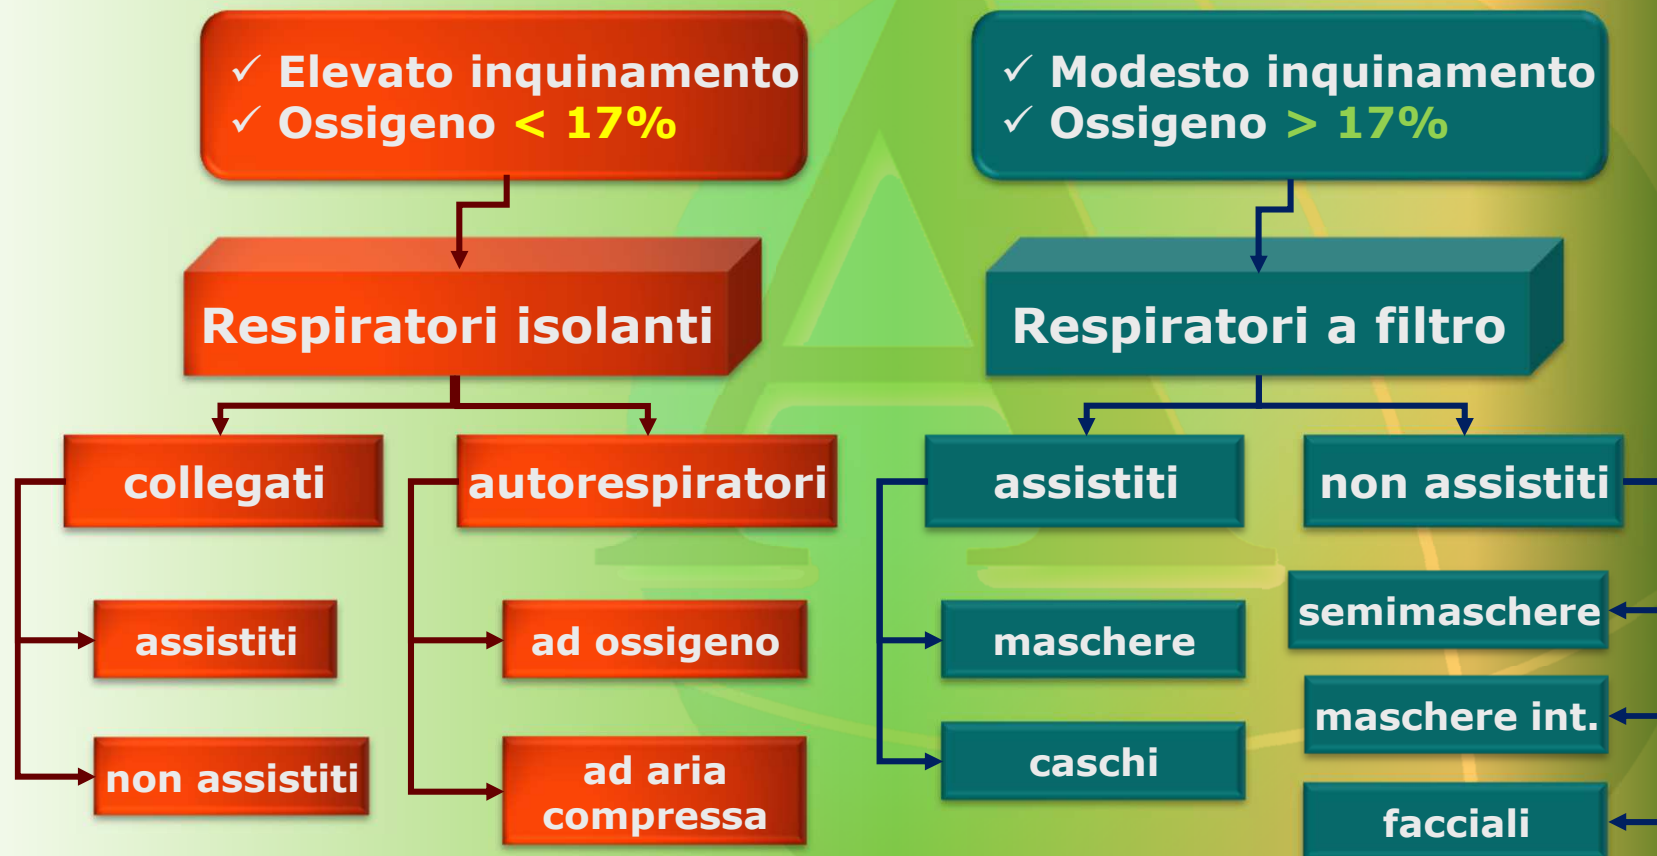 ✓ Elevato inquinamento
✓ Ossigeno < 17%
✓ Modesto inquinamento
✓ Ossigeno > 17%
Respiratori isolanti
Respiratori a filtro
collegati
autorespiratori
assistiti
non assistiti
assistiti
non assistiti
ad ossigeno
ad aria
compressa
maschere
caschi
semimaschere
maschere int.
facciali